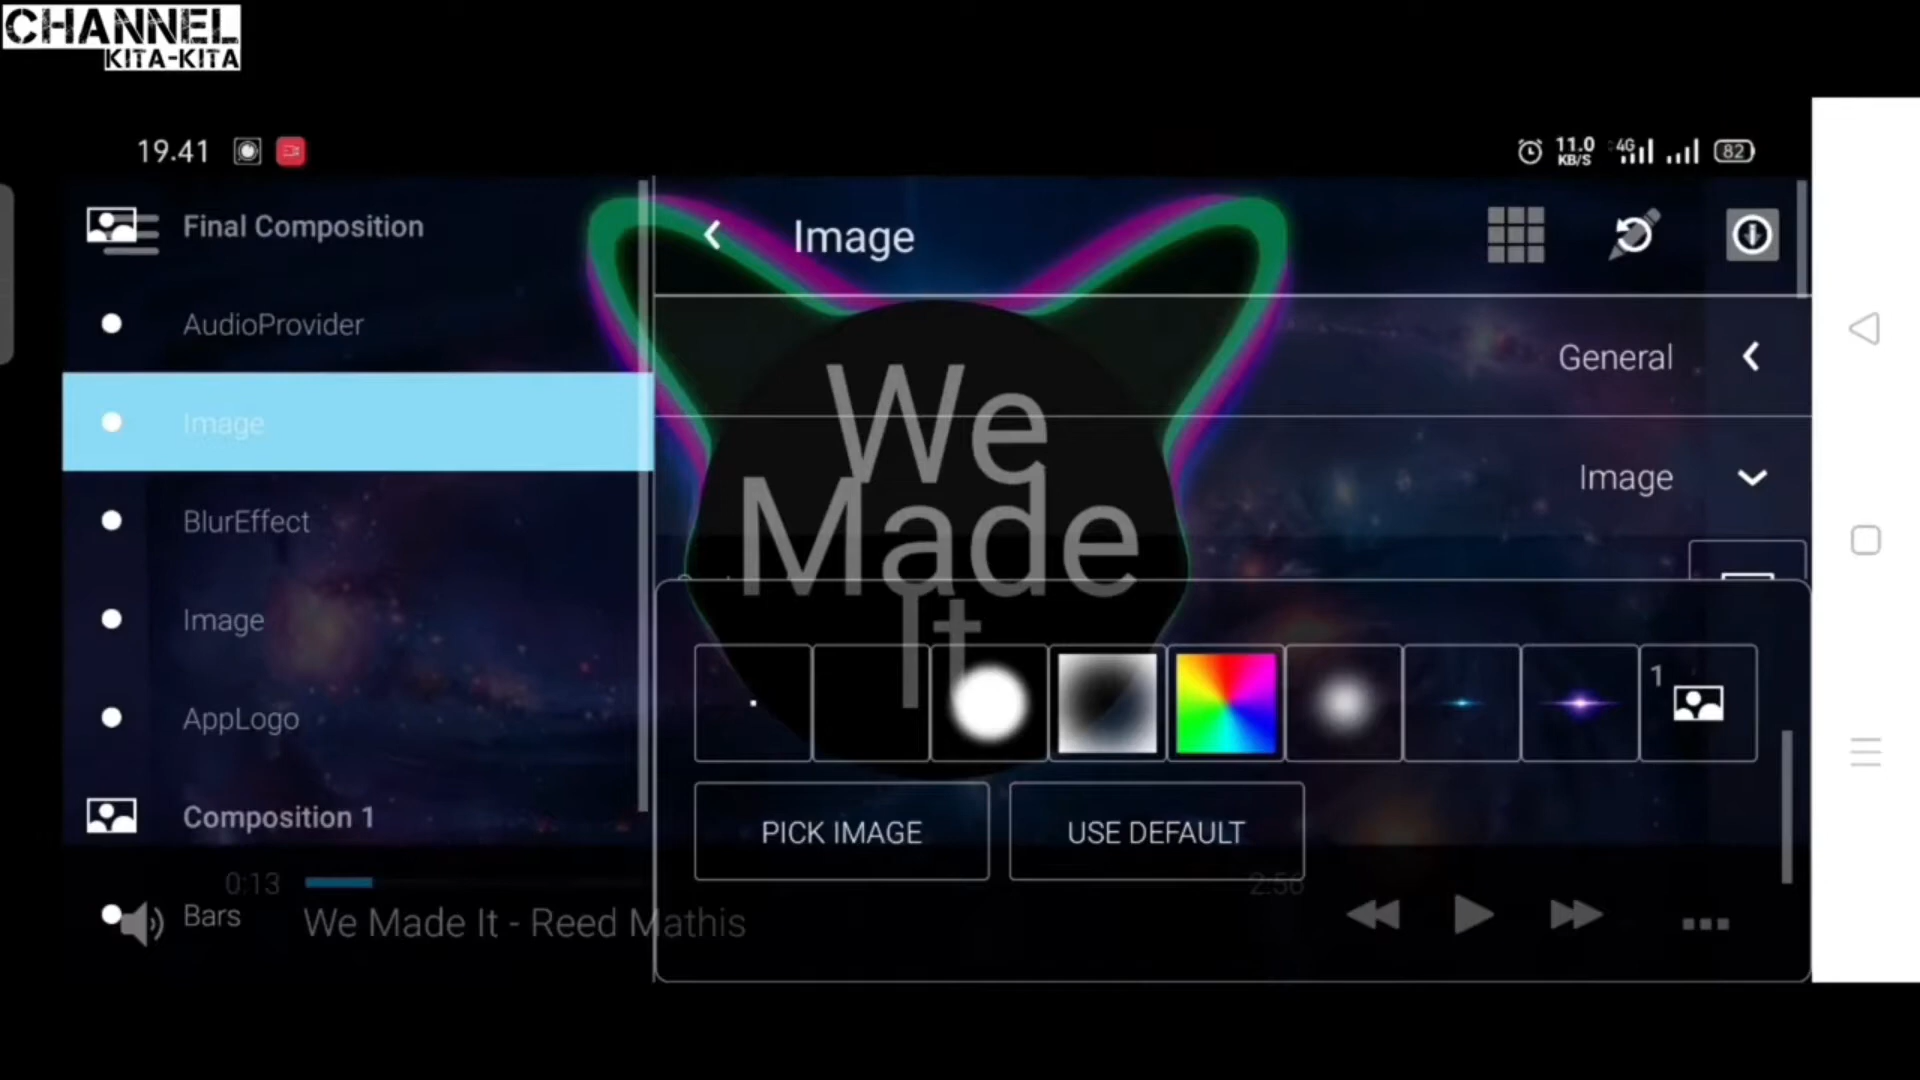 CHANNEL
KITA-KITA
19.41
11.0
KB/S
4G
82
Final Composition
Image
AudioProvider
General
Image
Image
BlurEffect
We
Made
It
Image
1
AppLogo
Composition 1
PICK IMAGE
USE DEFAULT
0:13
2:56
Bars
We Made It - Reed Mathis